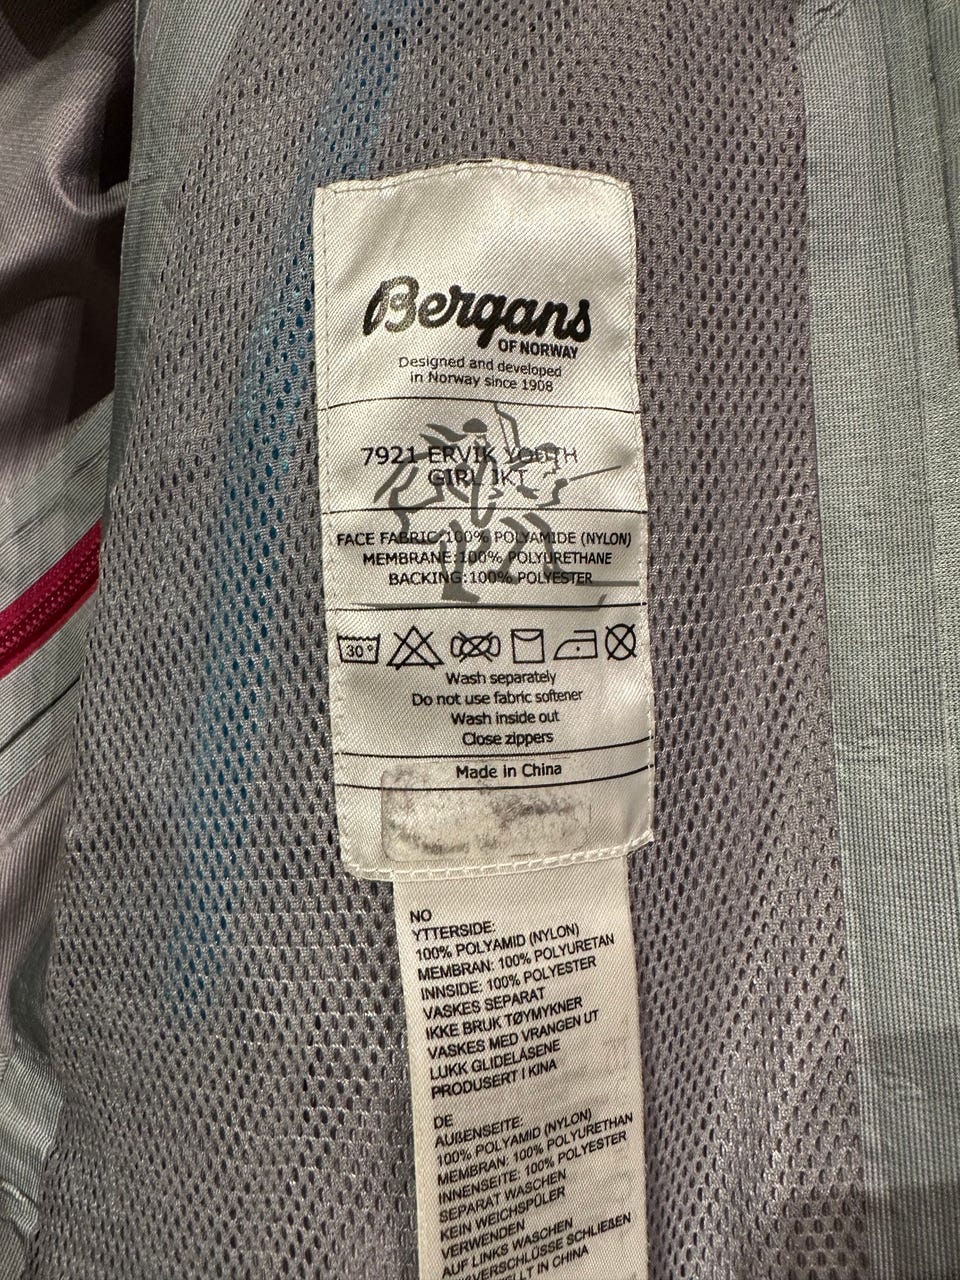 Bergans
OF NORWAY
Designed and developed
in Norway since 1908
7921 ERVIK YOUTH
GIRL JKT
FACE FABRIC:100% POLYAMIDE (NYLON)
MEMBRANE:100% POLYURETHANE
BACKING:100% POLYESTER
30°
Wash separately
Do not use fabric softener
Wash inside out
Close zippers
Made in China
NO
YTTERSIDE:
100% POLYAMID (NYLON)
MEMBRAN: 100% POLYURETAN
INNSIDE: 100% POLYESTER
VASKES SEPARAT
IKKE BRUK TØYMYKNER
VASKES MED VRANGEN UT
LUKK GLIDELÅSENE
PRODUSERT I KINA
DE
AUßENSEITE:
100% POLYAMID (NYLON)
MEMBRAN: 100% POLYURETHAN
INNENSEITE: 100% POLYESTER
SEPARAT WASCHEN
KEIN WEICHSPÜLER
VERWENDEN
AUF LINKS WASCHEN
SCHLIEßEN
IN CHINA